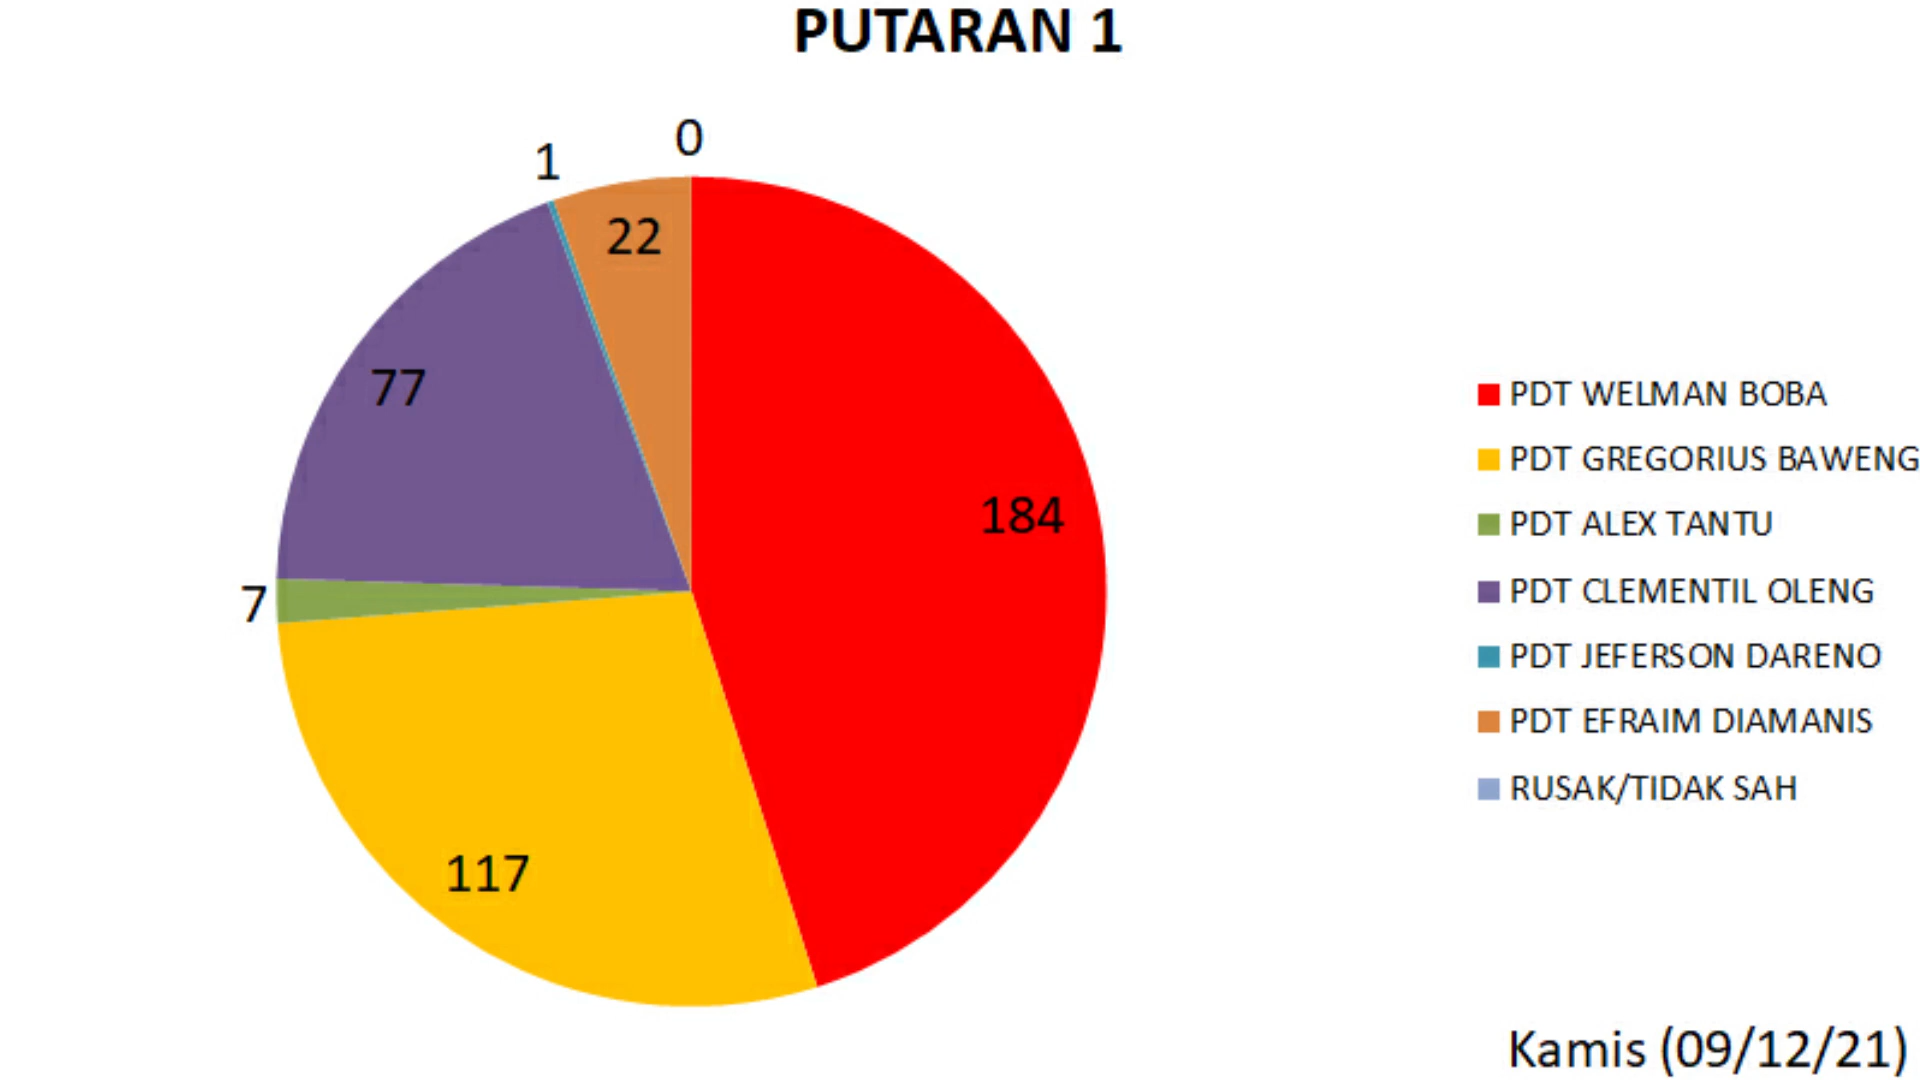 PUTARAN 1
0
1
22
77
184
7
117
PDT WELMAN BOBA
PDT GREGORIUS BAWENG
PDT ALEX TANTU
PDT CLEMENTIL OLENG
PDT JEFERSON DARENO
PDT EFRAIM DIAMANIS
RUSAK/TIDAK SAH
Kamis (09/12/21)